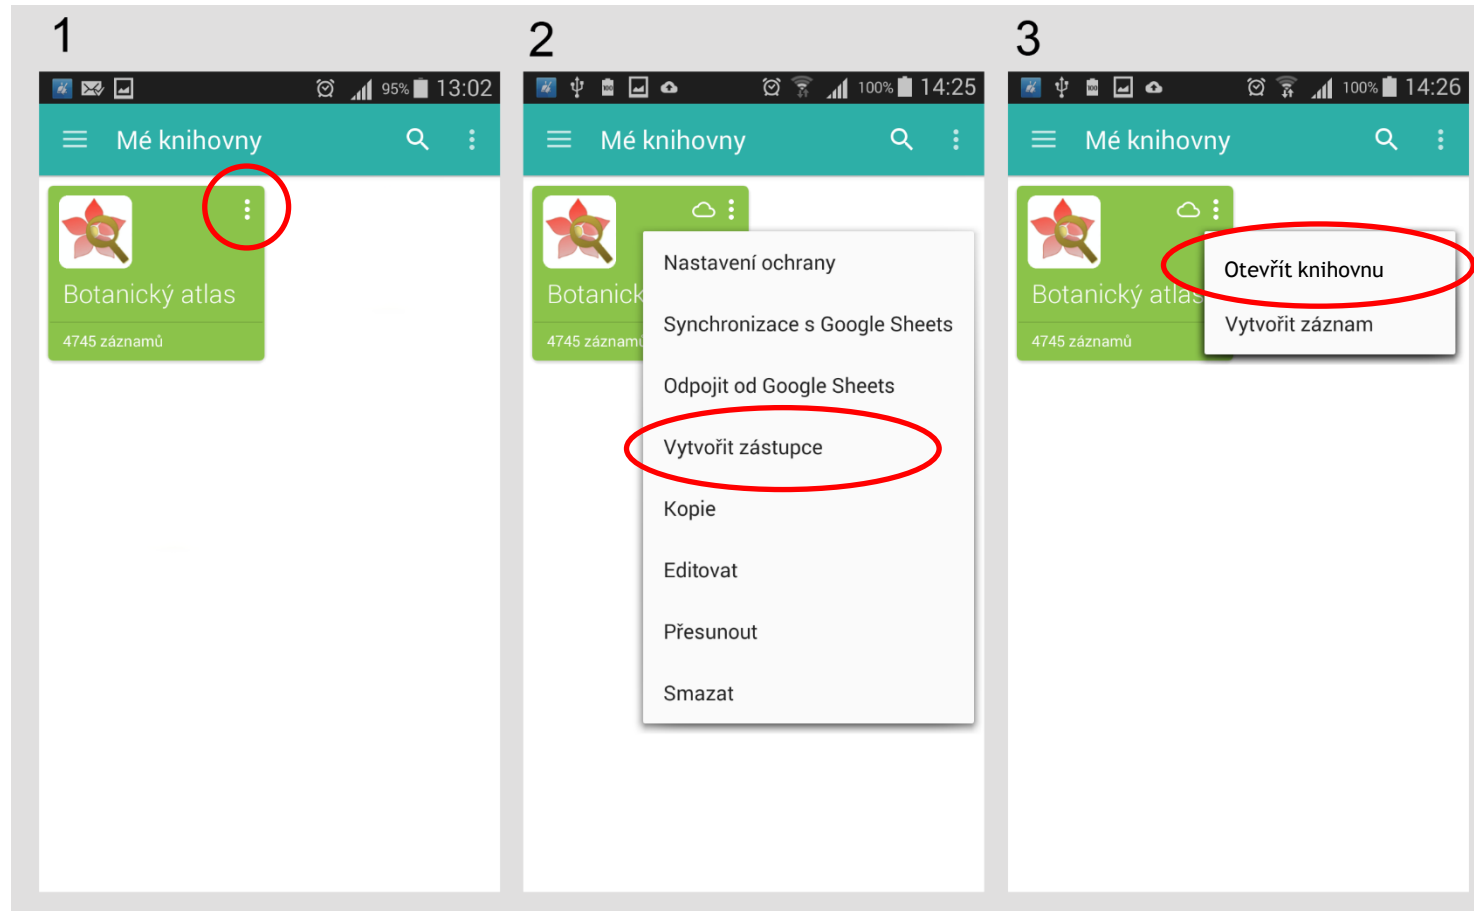 1
95% 13:02
Mé knihovny
Botanický atlas
4745 záznamů
2
100 100% 14:25
Mé knihovny
Botanick
4745 záznamů
Nastavení ochrany
Synchronizace s Google Sheets
Odpojit od Google Sheets
Vytvořit zástupce
Kopie
Editovat
Přesunout
Smazat
3
100 100% 14:26
Mé knihovny
Botanický atlas
4745 záznamů
Otevřít knihovnu
Vytvořit záznam